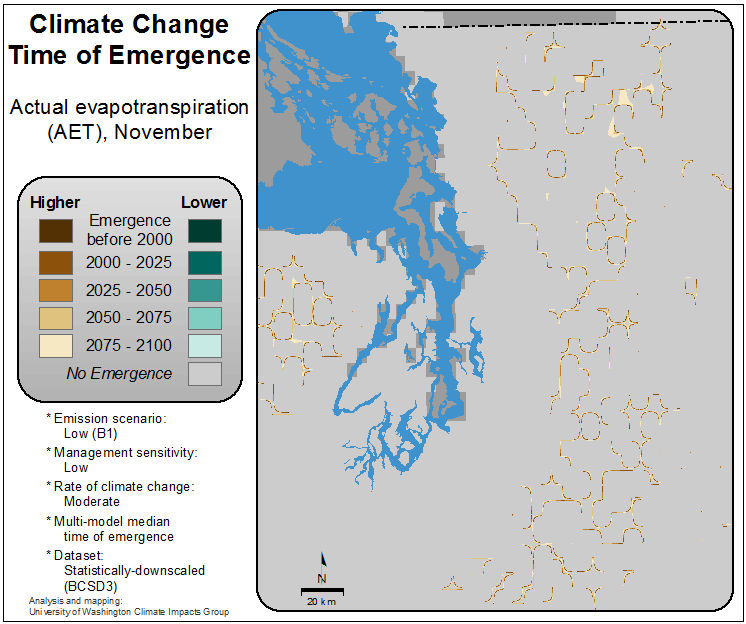 Climate Change
Time of Emergence
Actual evapotranspiration
(AET), November
Higher
Lower
Emergence
before 2000
2000 - 2025
2025 - 2050
2050 - 2075
2075 - 2100
No Emergence
* Emission scenario:
Low (B1)
* Management sensitivity:
Low
* Rate of climate change:
Moderate
* Multi-model median
time of emergence
* Dataset:
Statistically-downscaled
(BCSD3)
Analysis and mapping:
University of Washington Climate Impacts Group
N
20 km